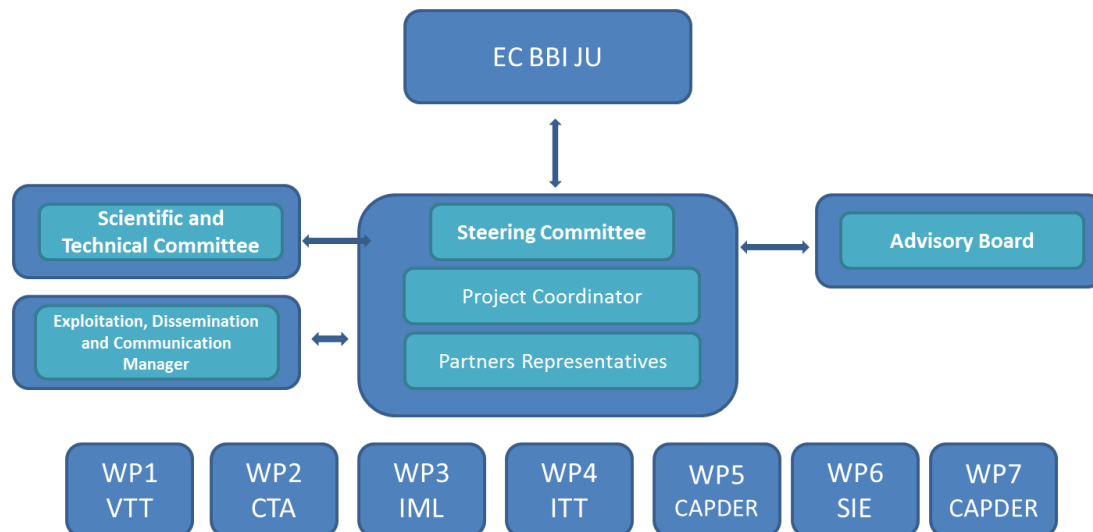 EC BBI JU
Scientific and
Technical Committee
Steering Committee
Advisory Board
Project Coordinator
Exploitation, Dissemination
and Communication
Manager
Partners Representatives
WP1
VTT
WP2
CTA
WP3
IML
WP4
ITT
WP5
CAPDER
WP6
SIE
WP7
CAPDER